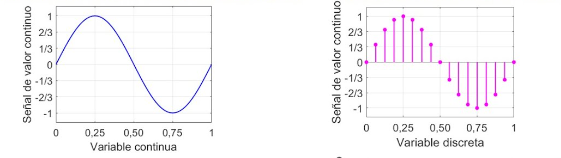 Señal de valor continuo
1
2/3
1/3
0
-1/3
-2/3
-1
0 0,25 0,5 0,75 1
Variable continua
Señal de valor continuo
1
2/3
1/3
0
-1/3
-2/3
-1
0 0,25 0,5 0,75 1
Variable discreta